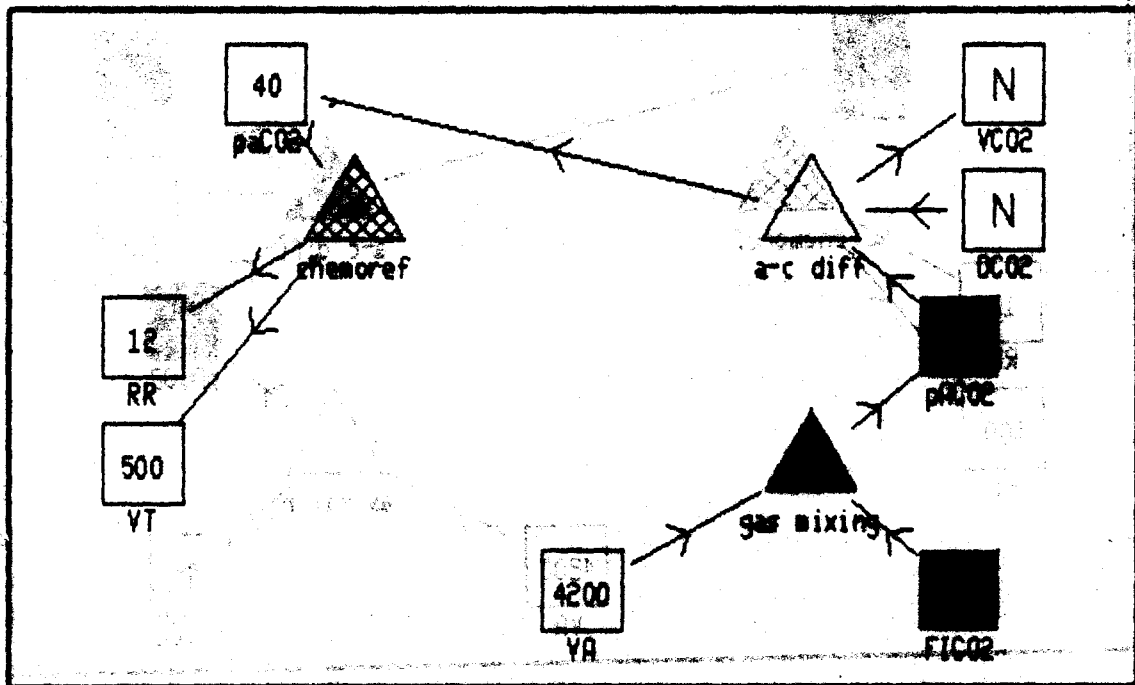 40
paCO2
N
VCO2
N
DCO2
chemoref
a-c diff
12
RR
pACO2
500
VT
gas mixing
4200
VA
FICO2